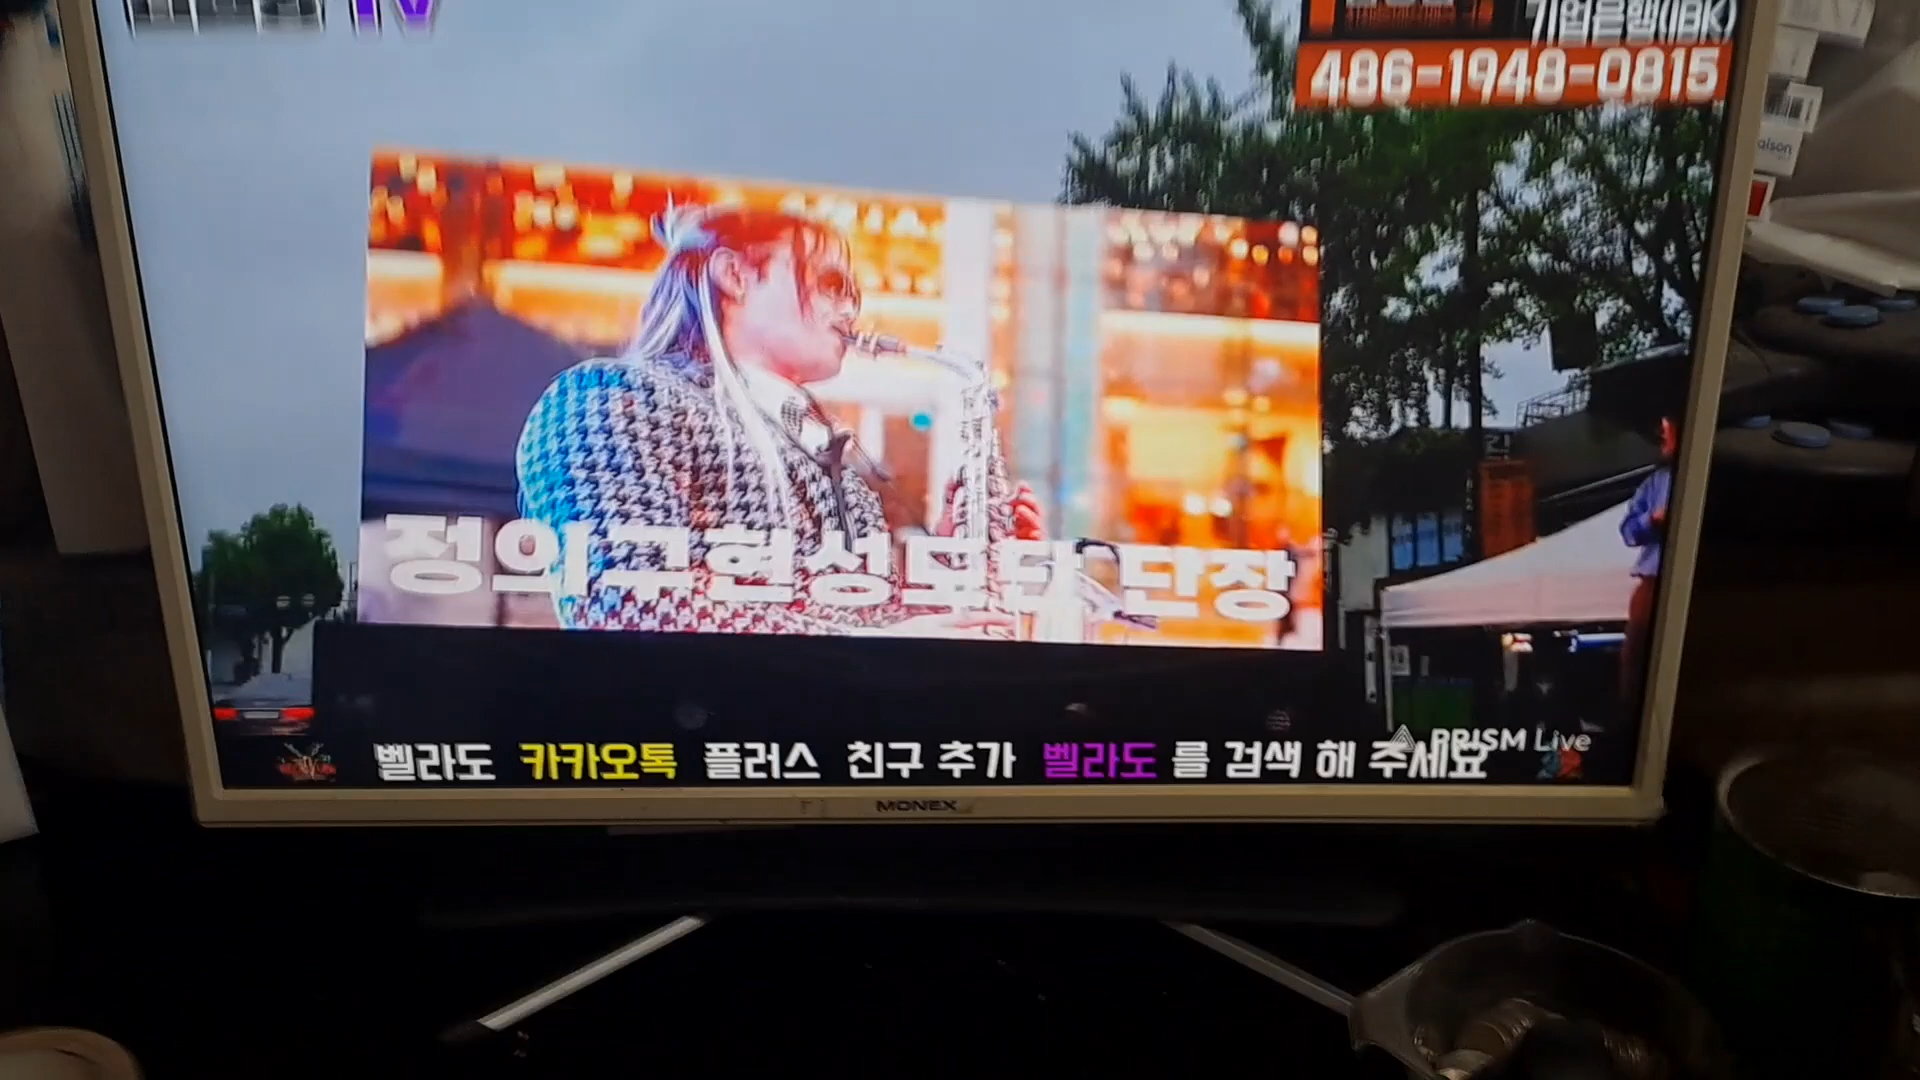 TV
기업은행(IBK)
486-1948-0815
정의구현성모단 단장
PRISM Live
벨라도 카카오톡 플러스 친구 추가 벨라도 를 검색 해 주세요
MONEX